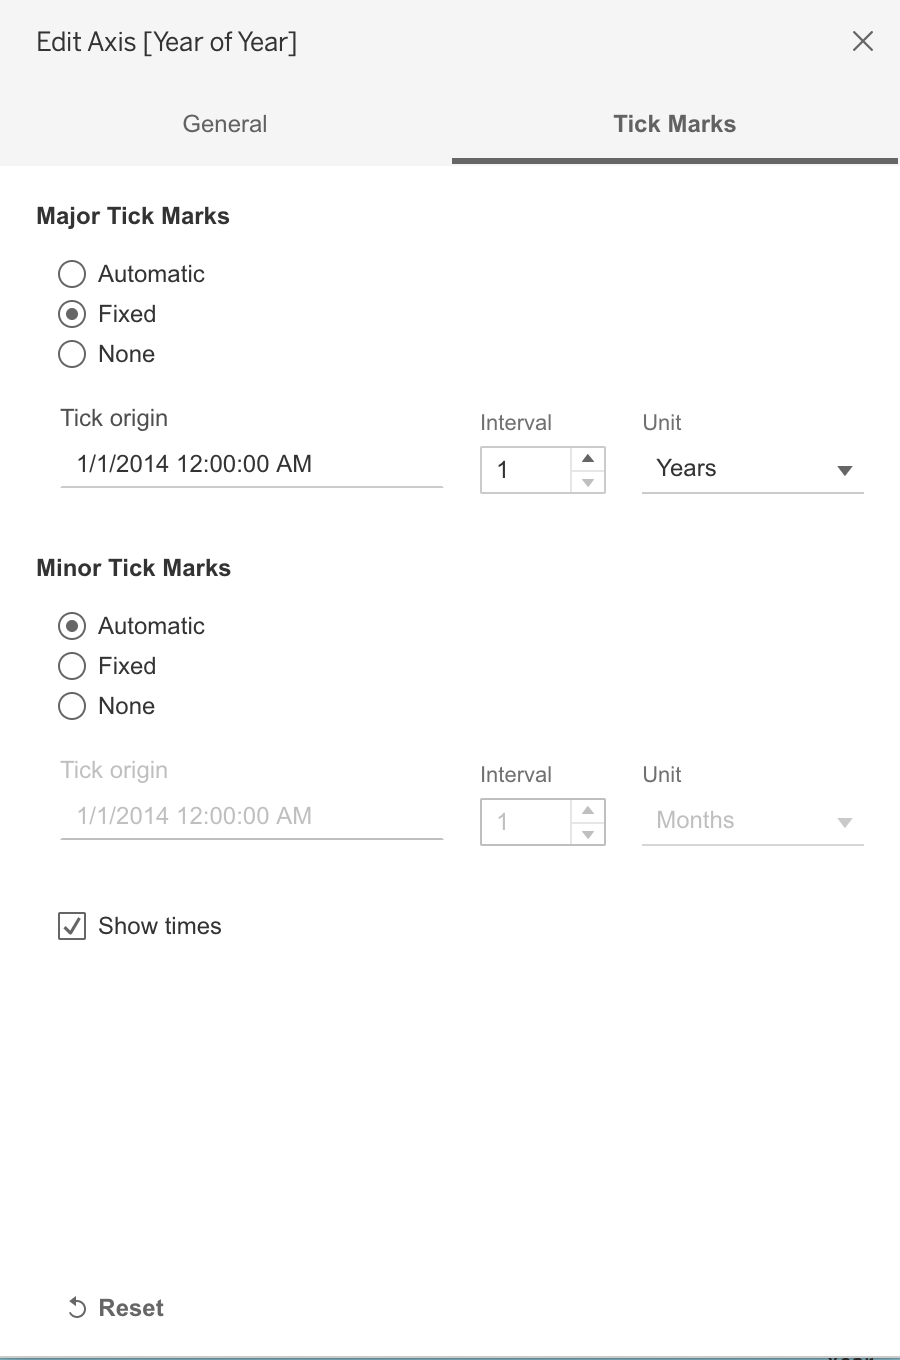 Edit Axis [Year of Year]
General Tick Marks
Major Tick Marks
Automatic
Fixed
None
Tick origin Interval Unit
1/1/2014 12:00:00 AM 1 Years
Minor Tick Marks
Automatic
Fixed
None
Tick origin Interval Unit
1/1/2014 12:00:00 AM 1 Months
Show times
Reset